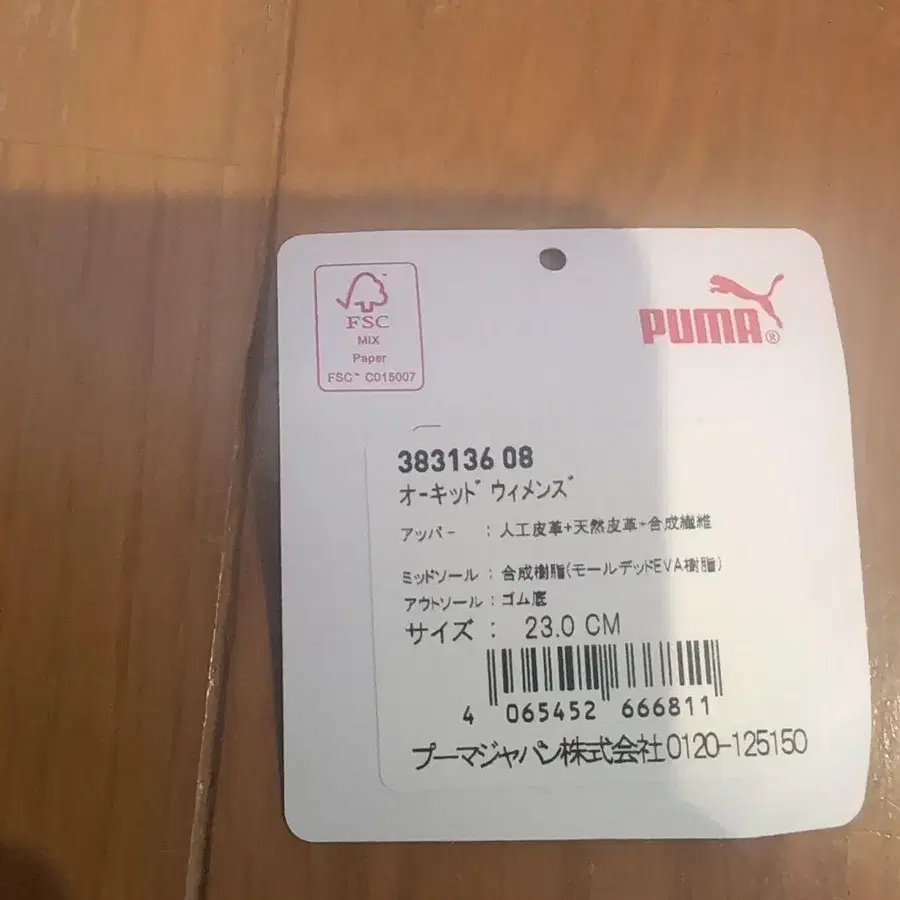 FSC
MIX
Paper
FSC™ C015007
PUMA®
383136 08
オーキッド ウィメンズ
アッパー : 人工皮革+天然皮革+合成繊維
ミッドソール : 合成樹脂(モールデッドEVA樹脂)
アウトソール : ゴム底
サイズ : 23.0 CM
4 065452 666811
プーマジャパン株式会社 0120-125150